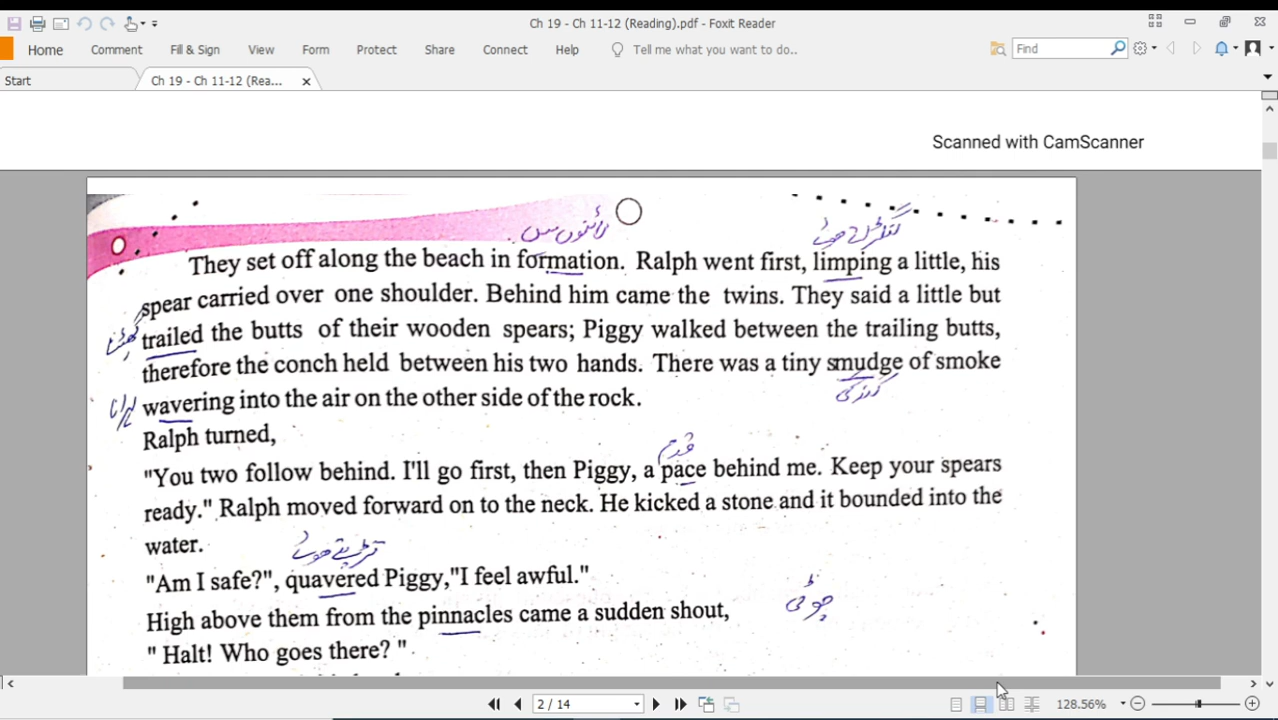 Ch 19 - Ch 11-12 (Reading).pdf - Foxit Reader
Home Comment Fill & Sign View Form Protect Share Connect Help Tell me what you want to do.. Find
Start Ch 19 - Ch 11-12 (Rea...
Scanned with CamScanner
لنگڑاتے ہوئے
They set off along the beach in formation. Ralph went first, limping a little, his
spear carried over one shoulder. Behind him came the twins. They said a little but
trailed the butts of their wooden spears; Piggy walked between the trailing butts,
therefore the conch held between his two hands. There was a tiny smudge of smoke
لہرانا
wavering into the air on the other side of the rock.
Ralph turned,
قدم
"You two follow behind. I'll go first, then Piggy, a pace behind me. Keep your spears
ready." Ralph moved forward on to the neck. He kicked a stone and it bounded into the
water.
"Am I safe?", quavered Piggy,"I feel awful."
چوٹی
High above them from the pinnacles came a sudden shout,
" Halt! Who goes there? "
2 / 14 128.56%